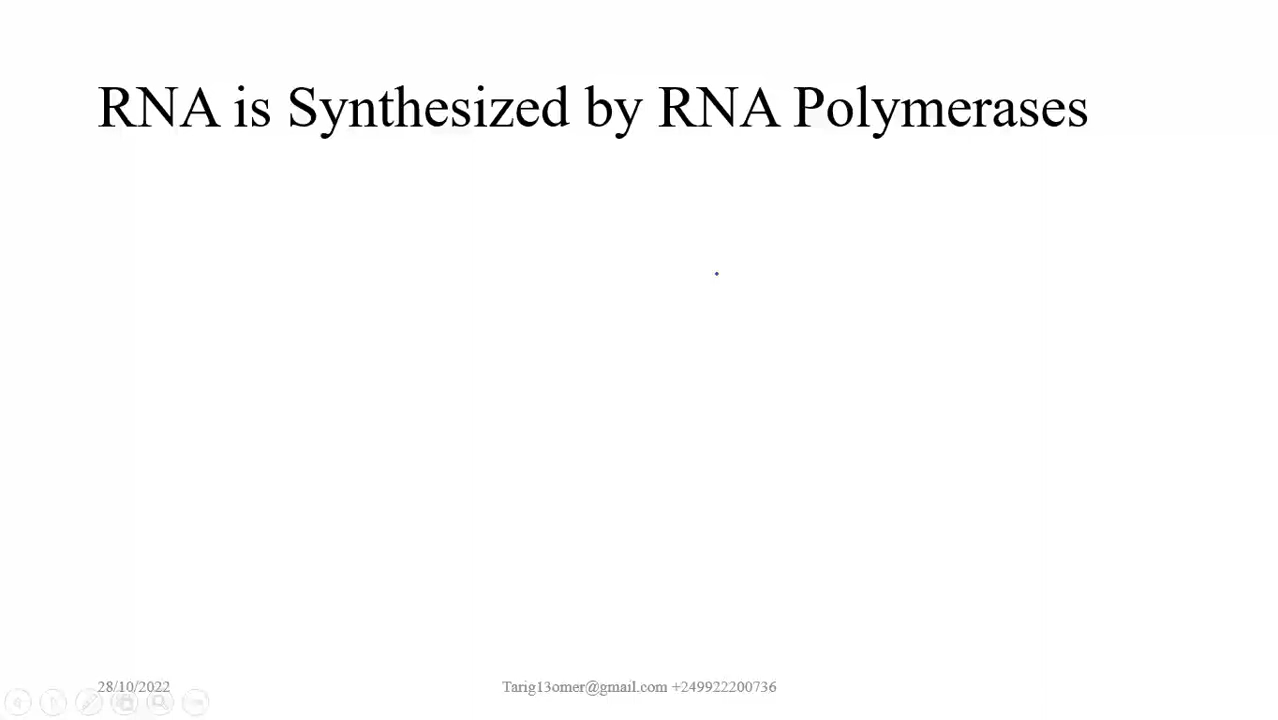 RNA is Synthesized by RNA Polymerases
28/10/2022
Tarig13omer@gmail.com +249922200736